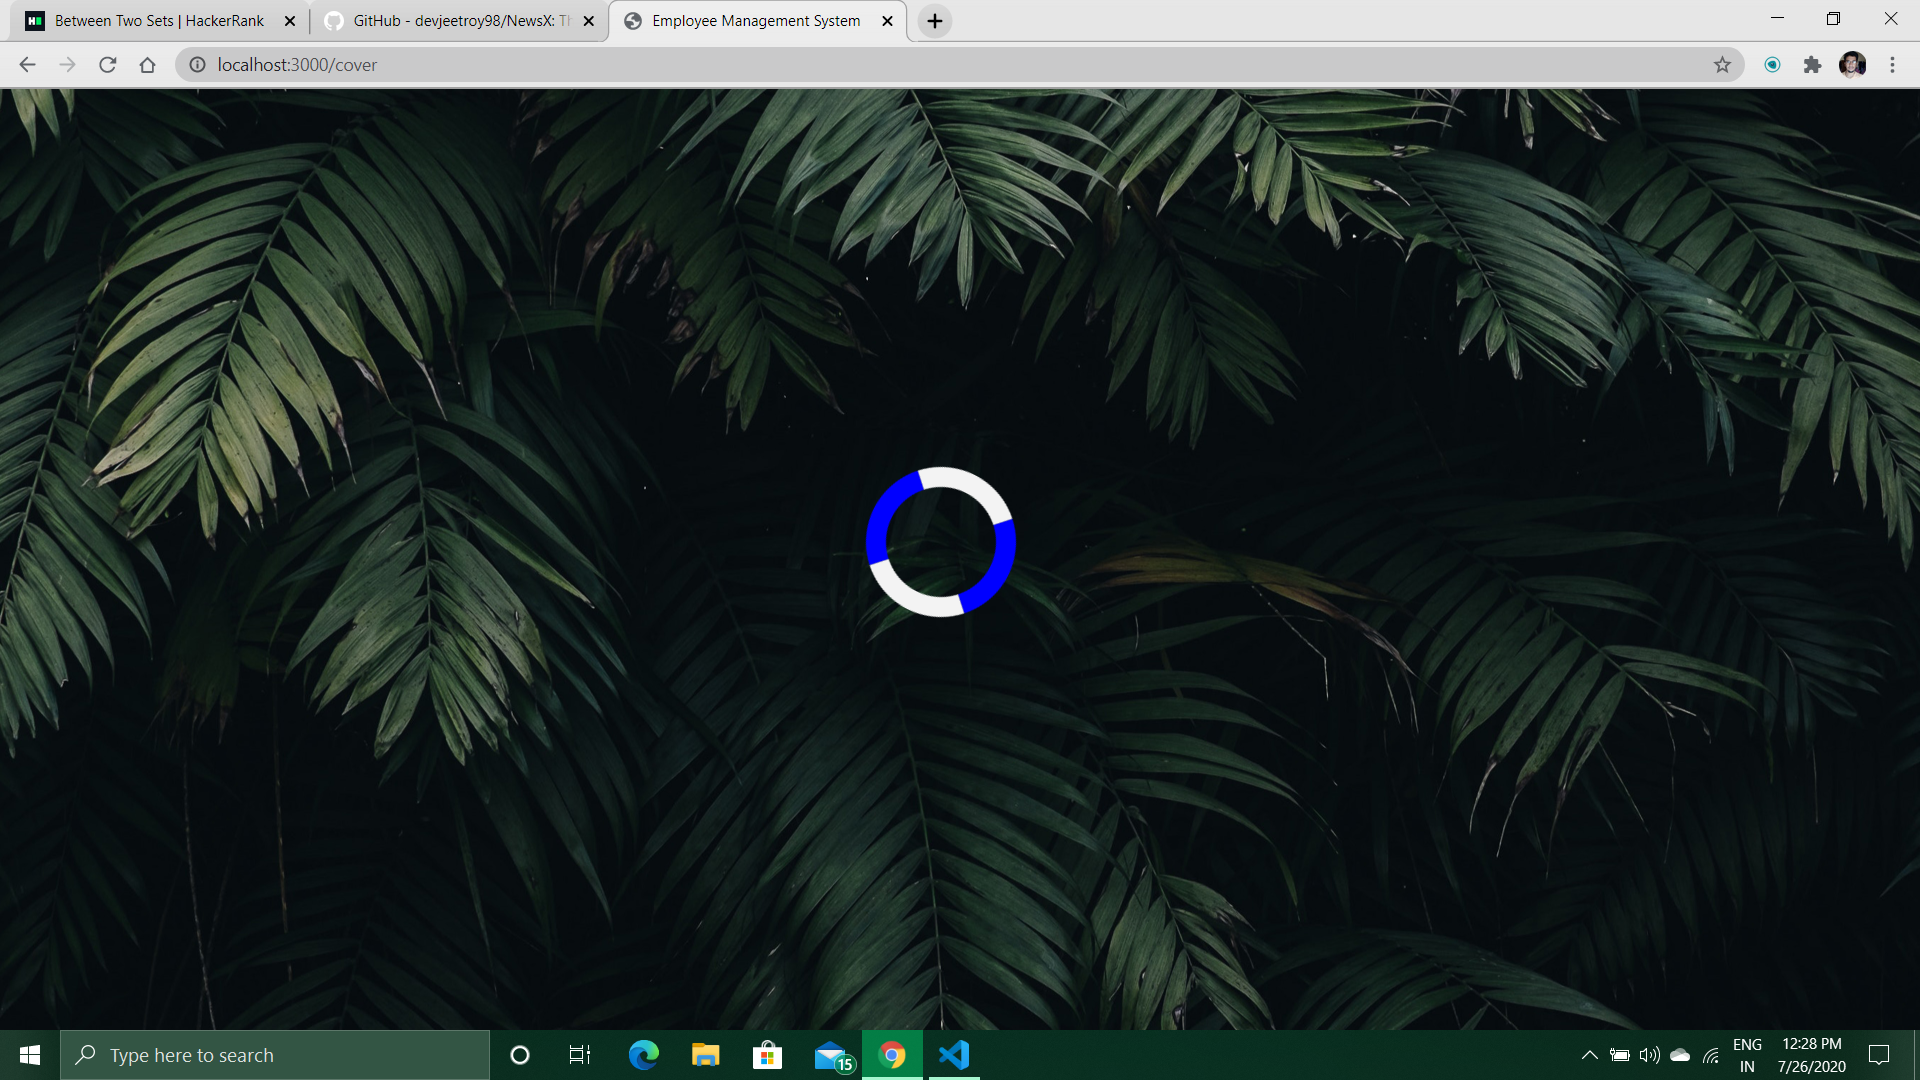 Between Two Sets | HackerRank
GitHub - devjeetroy98/NewsX: Th
Employee Management System
localhost:3000/cover
Type here to search
15
ENG
IN
12:28 PM
7/26/2020